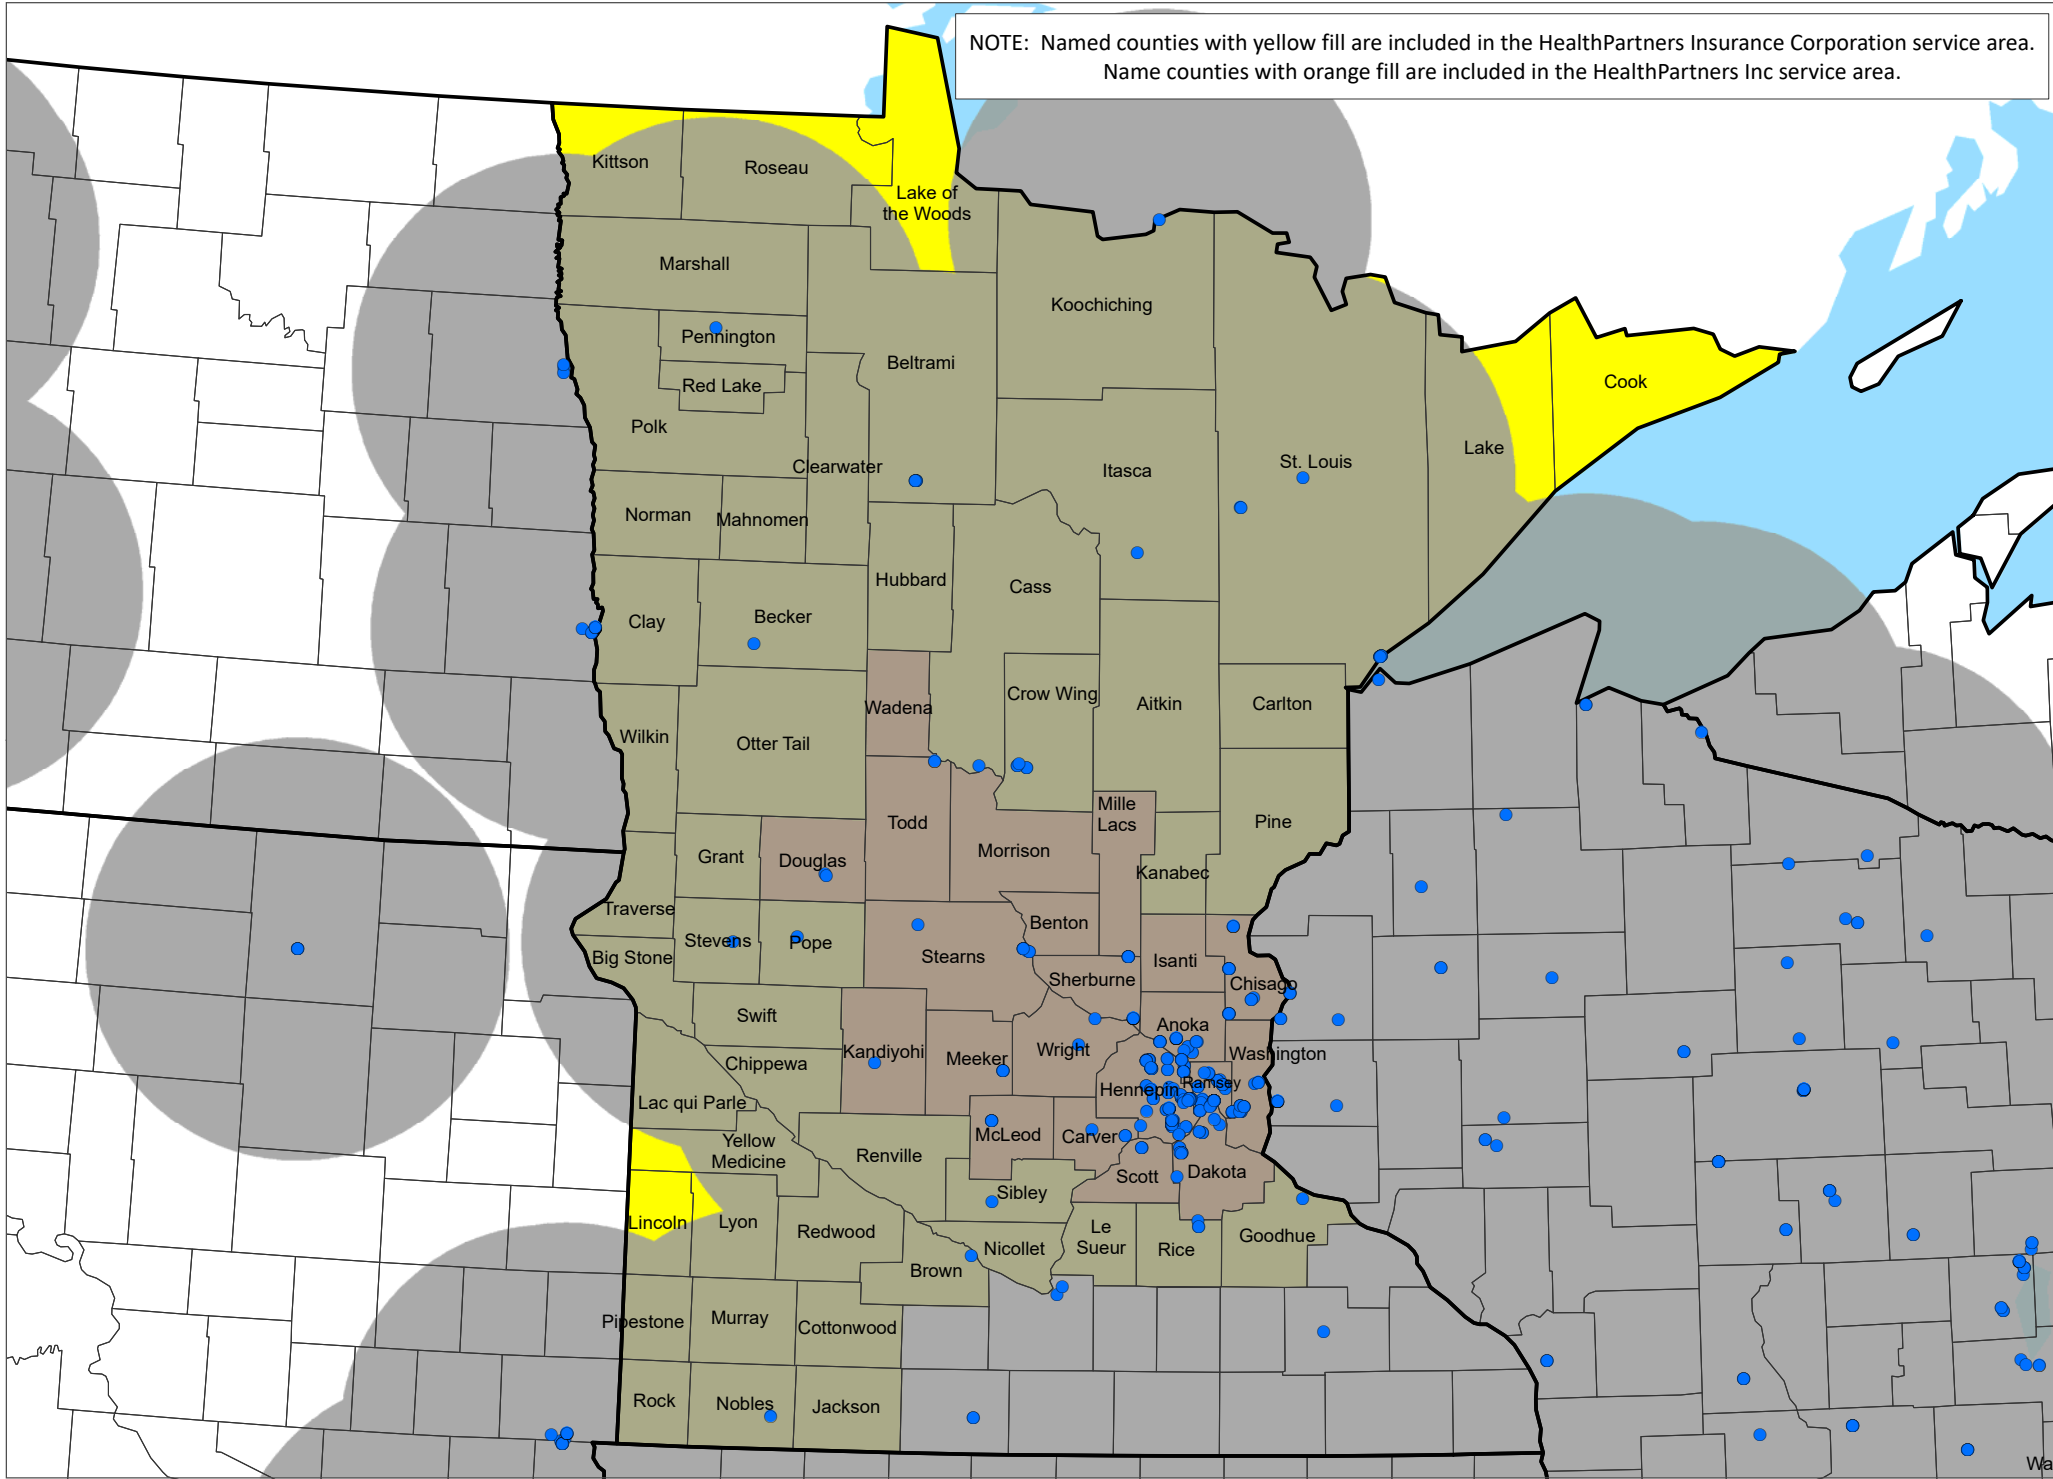 NOTE:  Named counties with yellow fill are included in the HealthPartners Insurance Corporation service area.
Name counties with orange fill are included in the HealthPartners Inc service area.
Kittson
Roseau
Lake of
the Woods
Marshall
Koochiching
Pennington
Beltrami
Red Lake
Cook
Polk
Lake
Clearwater
Itasca
St. Louis
Norman
Mahnomen
Hubbard
Cass
Becker
Clay
Crow Wing
Wadena
Aitkin
Carlton
Wilkin
Otter Tail
Mille
Lacs
Todd
Pine
Morrison
Grant
Douglas
Kanabec
Traverse
Benton
Stevens
Pope
Stearns
Big Stone
Isanti
Sherburne
Chisago
Swift
Anoka
Kandiyohi
Wright
Meeker
Washington
Chippewa
Ramsey
Hennepin
Lac qui Parle
McLeod
Carver
Yellow
Medicine
Renville
Scott
Dakota
Sibley
Lincoln
Lyon
Redwood
Le
Sueur
Rice
Goodhue
Nicollet
Brown
Pipestone
Murray
Cottonwood
Rock
Nobles
Jackson
Wa